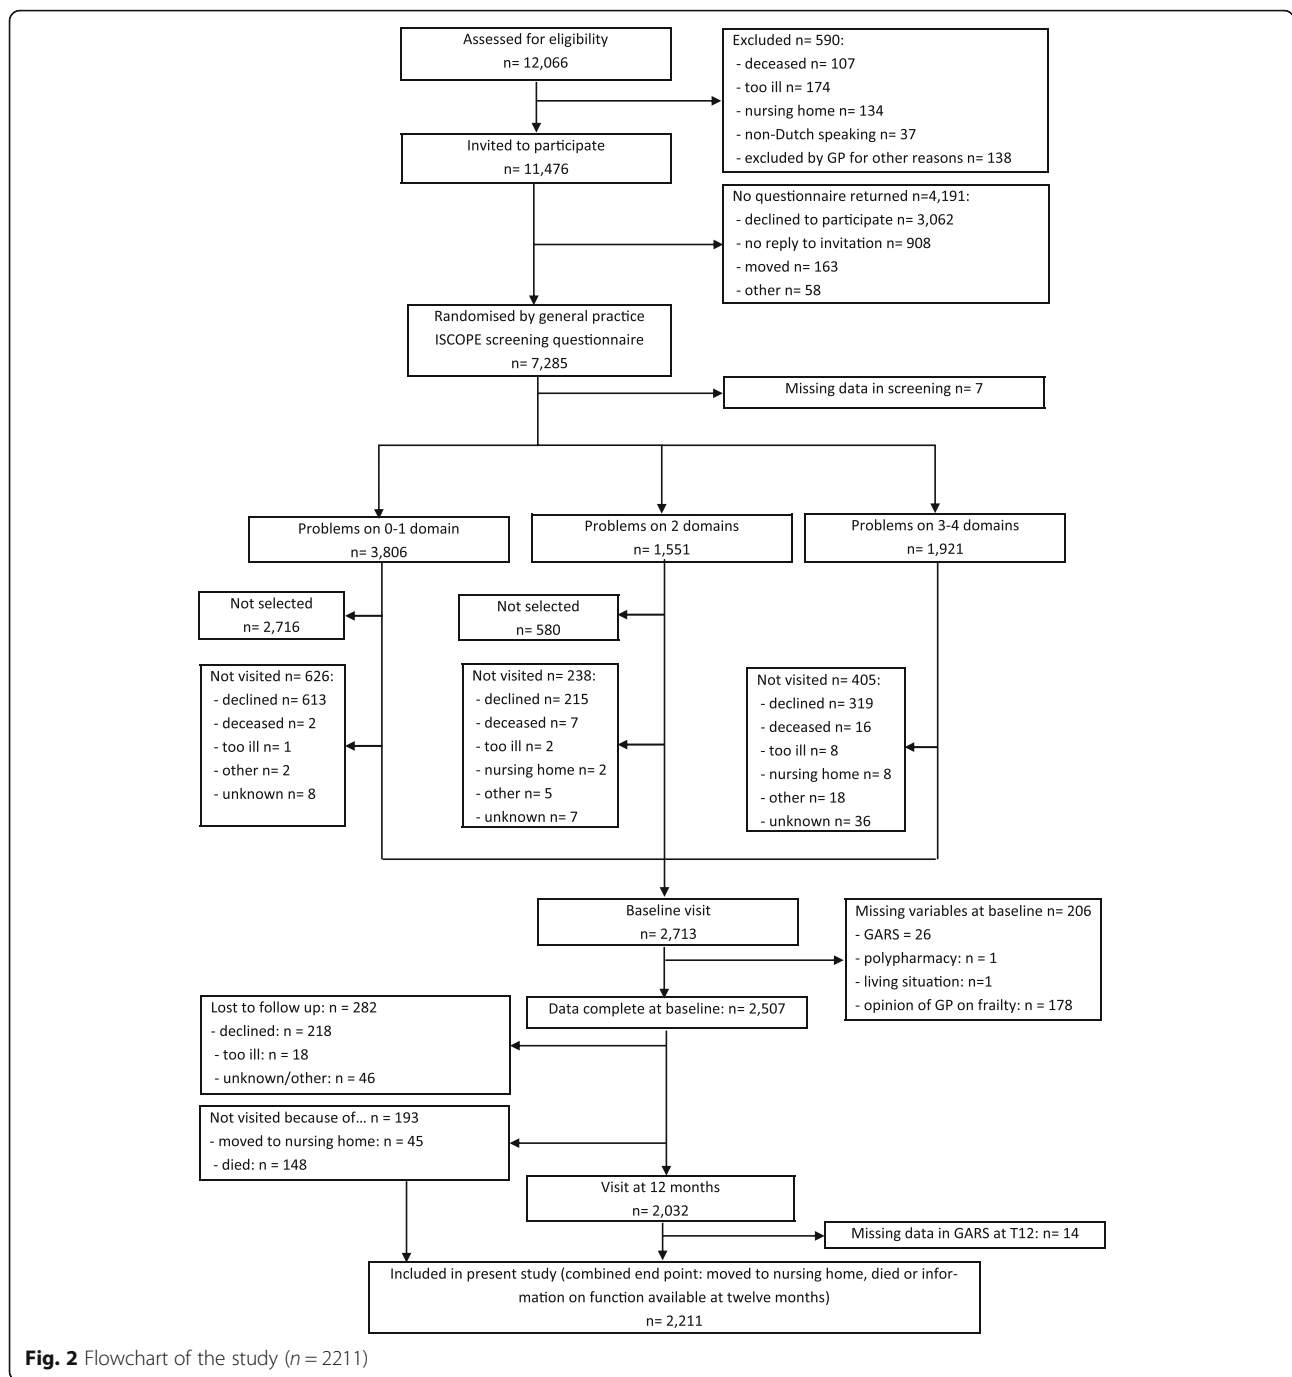 Assessed for eligibility
n= 12,066
Excluded n= 590:
- deceased n= 107
- too ill n= 174
- nursing home n= 134
- non-Dutch speaking n= 37
- excluded by GP for other reasons n= 138
Invited to participate
n= 11,476
No questionnaire returned n=4,191:
- declined to participate n= 3,062
- no reply to invitation n= 908
- moved n= 163
- other n= 58
Randomised by general practice
ISCOPE screening questionnaire
n= 7,285
Missing data in screening n= 7
Problems on 0-1 domain
n= 3,806
Problems on 2 domains
n= 1,551
Problems on 3-4 domains
n= 1,921
Not selected
n= 2,716
Not selected
n= 580
Not visited n= 626:
- declined n= 613
- deceased n= 2
- too ill n= 1
- other n= 2
- unknown n= 8
Not visited n= 238:
- declined n= 215
- deceased n= 7
- too ill n= 2
- nursing home n= 2
- other n= 5
- unknown n= 7
Not visited n= 405:
- declined n= 319
- deceased n= 16
- too ill n= 8
- nursing home n= 8
- other n= 18
- unknown n= 36
Baseline visit
n= 2,713
Missing variables at baseline n= 206
- GARS = 26
- polypharmacy: n = 1
- living situation: n=1
- opinion of GP on frailty: n = 178
Data complete at baseline: n= 2,507
Lost to follow up: n = 282
- declined: n = 218
- too ill: n = 18
- unknown/other: n = 46
Not visited because of... n = 193
- moved to nursing home: n = 45
- died: n = 148
Visit at 12 months
n= 2,032
Missing data in GARS at T12: n= 14
Included in present study (combined end point: moved to nursing home, died or infor-
mation on function available at twelve months)
n= 2,211
Fig. 2 Flowchart of the study (n = 2211)